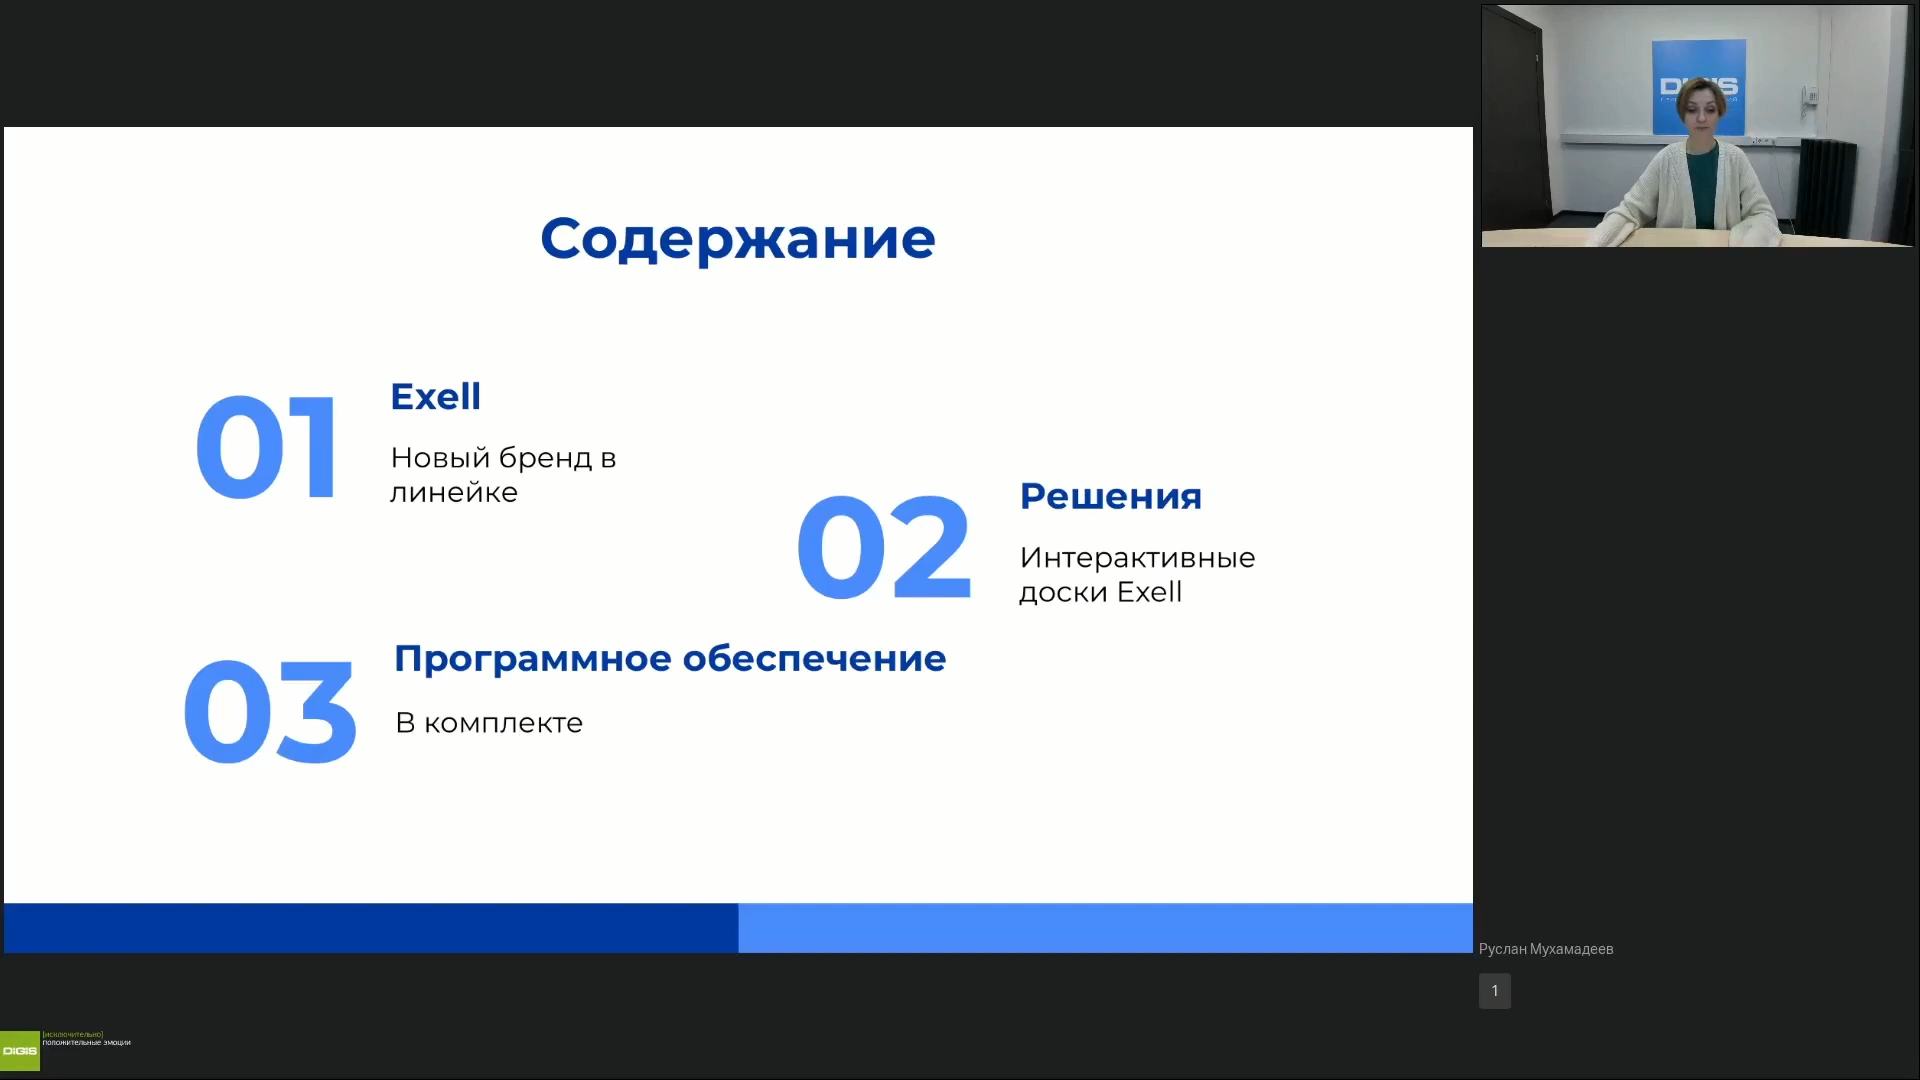 Содержание
01
Exell
Новый бренд в
линейке
02
Решения
Интерактивные
доски Exell
03
Программное обеспечение
В комплекте
Руслан Мухамадеев
1
DIGIS
[исключительно]
положительные эмоции